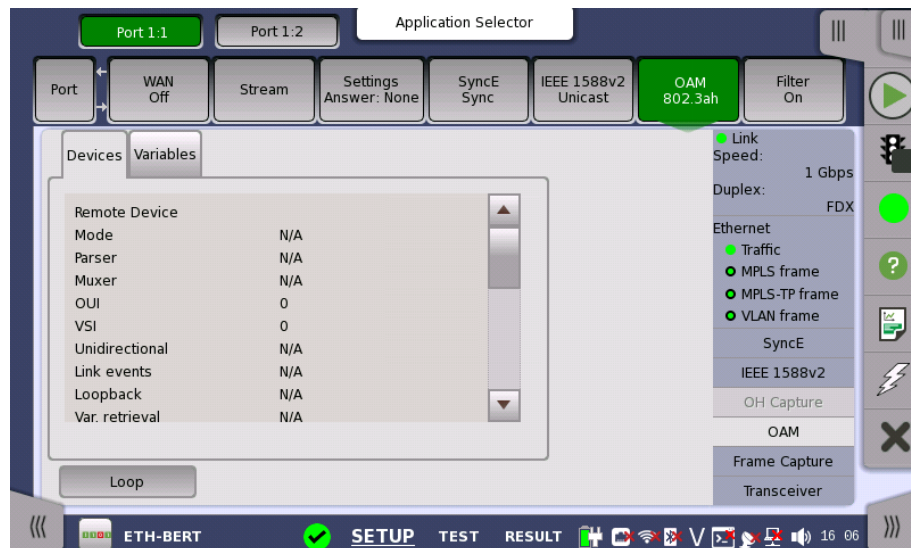 Application Selector
Port 1:1
Port 1:2
Port
WAN
Off
Stream
Settings
Answer: None
SyncE
Sync
IEEE 1588v2
Unicast
OAM
802.3ah
Filter
On
Devices
Variables
Remote Device
Mode N/A
Parser N/A
Muxer N/A
OUI 0
VSI 0
Unidirectional N/A
Link events N/A
Loopback N/A
Var. retrieval N/A
Loop
Link
Speed:
1 Gbps
Duplex:
FDX
Ethernet
Traffic
MPLS frame
MPLS-TP frame
VLAN frame
SyncE
IEEE 1588v2
OH Capture
OAM
Frame Capture
Transceiver
ETH-BERT
SETUP TEST RESULT
16 06